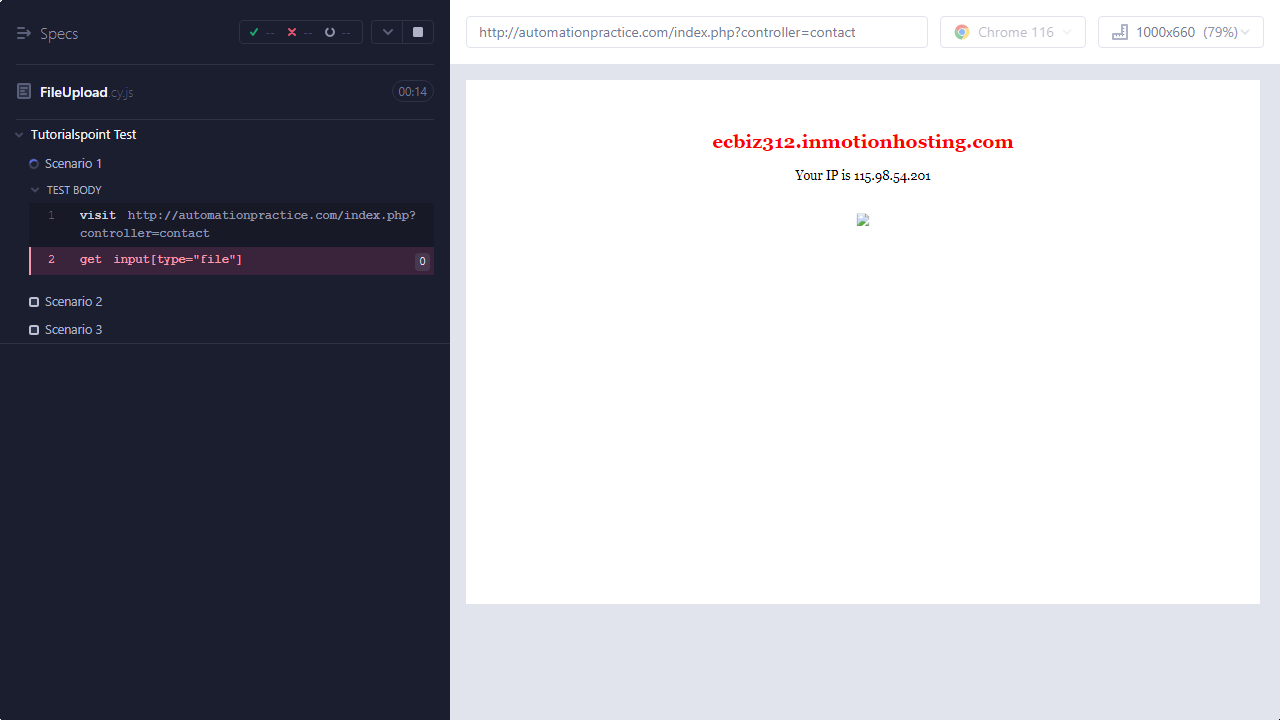 Specs
--
--
--
http://automationpractice.com/index.php?controller=contact
Chrome 116
1000x660 (79%)
FileUpload.cy.js
00:14
Tutorialspoint Test
Scenario 1
TEST BODY
1 visit http://automationpractice.com/index.php?
controller=contact
2 get input[type="file"] 0
Scenario 2
Scenario 3
ecbiz312.inmotionhosting.com
Your IP is 115.98.54.201